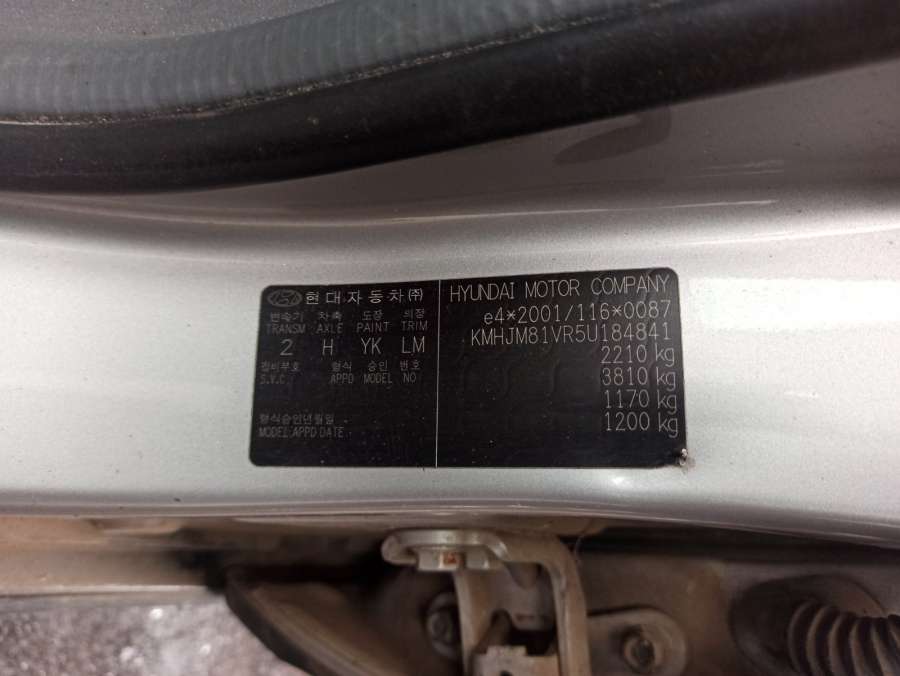 현대자동차㈜
변속기 차축 도장 의장
TRANSM AXLE PAINT TRIM
2 H YK LM
정비부호 형식 승인 번호
S.V.C. APPD MODEL NO
형식승인년월일
MODEL APPD DATE
HYUNDAI MOTOR COMPANY
e4*2001/116*0087
KMHJM81VR5U184841
2210 kg
3810 kg
1170 kg
1200 kg